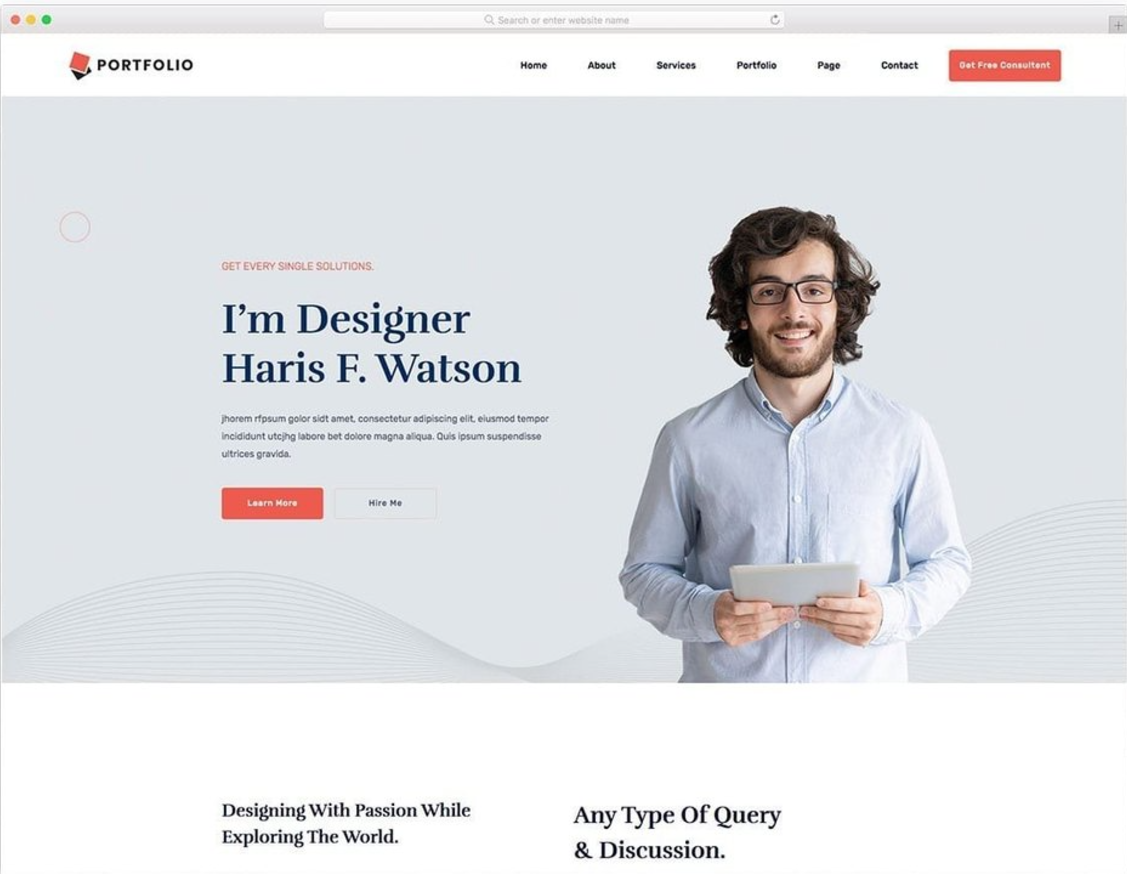 Search or enter website name
PORTFOLIO
Home About Services Portfolio Page Contact Get Free Consultent
GET EVERY SINGLE SOLUTIONS.
I'm Designer
Haris F. Watson
jhorem rfpsum golor sidt amet, consectetur adipiscing elit, eiusmod tempor
incididunt utcjhg labore bet dolore magna aliqua. Quis ipsum suspendisse
ultrices gravida.
Learn More Hire Me
Designing With Passion While
Exploring The World.
Any Type Of Query
& Discussion.